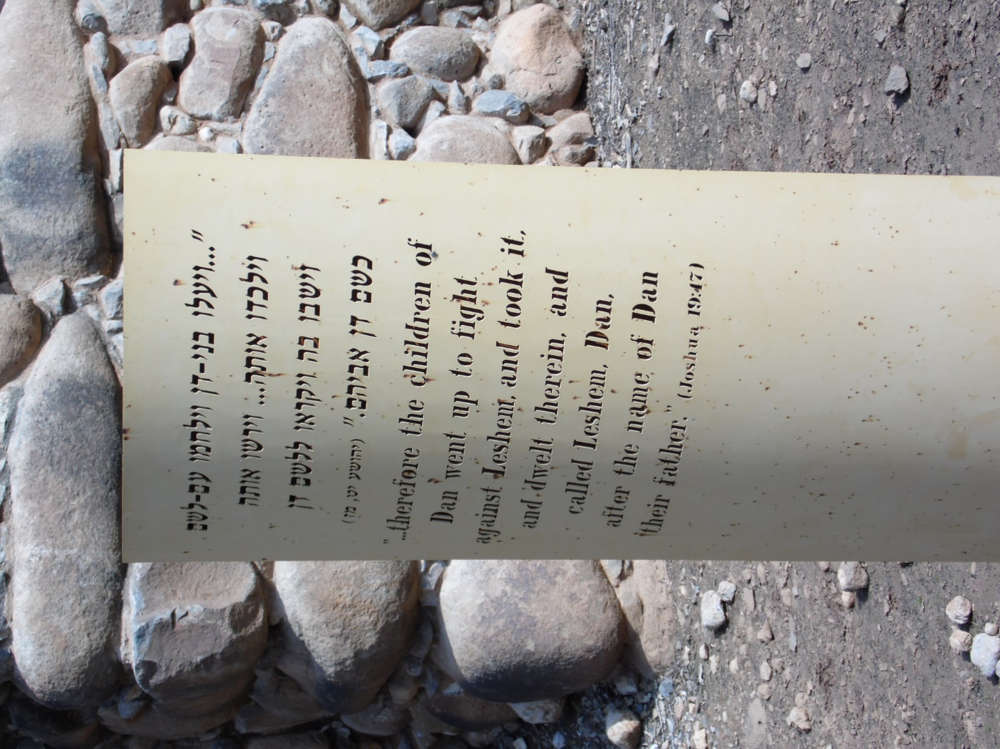 "...ויעלו בני-דן וילחמו עם-לשם
וילכדו אותה... ויירשו אותה
וישבו בה ויקראו ללשם דן
כשם דן אביהם." (יהושע יט, מז)
"...therefore the children of
Dan went up to fight
against Leshem, and took it,
and dwelt therein, and
called Leshem, Dan,
after the name of Dan
their father." (Joshua 19:47)